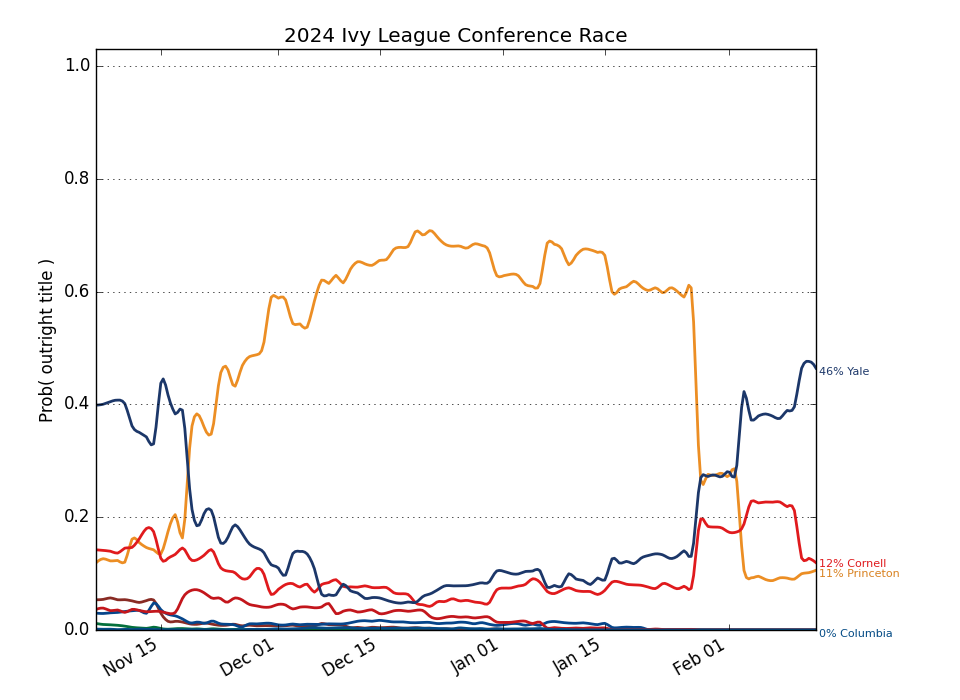 2024 Ivy League Conference Race
Prob( outright title )
1.0
0.8
0.6
0.4
0.2
0.0
46% Yale
12% Cornell
11% Princeton
0% Columbia
Nov 15
Dec 01
Dec 15
Jan 01
Jan 15
Feb 01